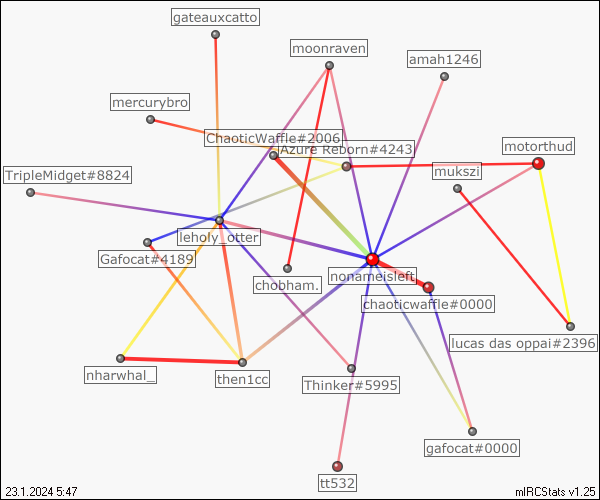 gateauxcatto
moonraven
amah1246
mercurybro
ChaoticWaffle#2006
Azure Reborn#4243
motorthud
TripleMidget#8824
mukszi
leholy_otter
Gafocat#4189
nonameisleft
chobham.
chaoticwaffle#0000
lucas das oppai#2396
nharwhal_
then1cc
Thinker#5995
gafocat#0000
tt532
23.1.2024 5:47
mIRCStats v1.25